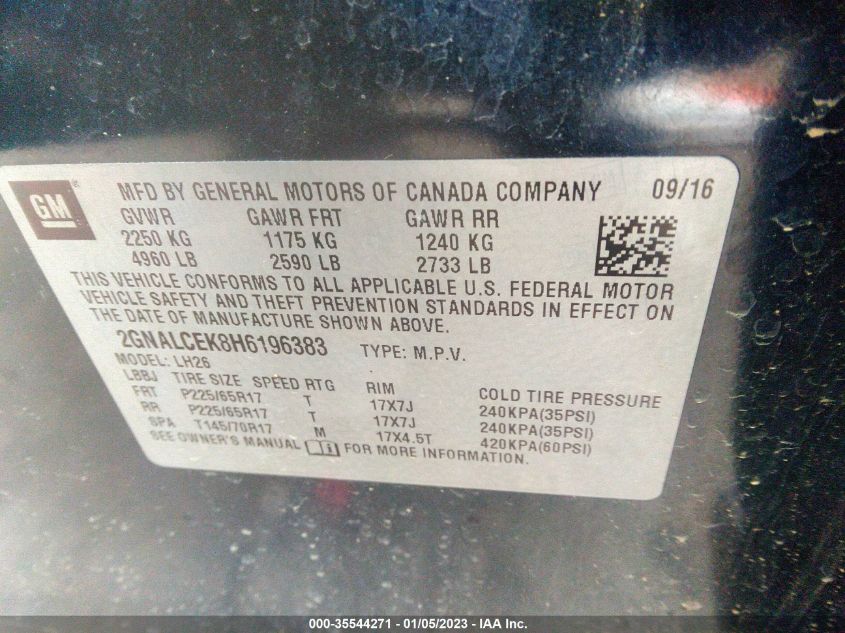 GM
MFD BY GENERAL MOTORS OF CANADA COMPANY 09/16
GVWR GAWR FRT GAWR RR
2250 KG 1175 KG 1240 KG
4960 LB 2590 LB 2733 LB
THIS VEHICLE CONFORMS TO ALL APPLICABLE U.S. FEDERAL MOTOR
VEHICLE SAFETY AND THEFT PREVENTION STANDARDS IN EFFECT ON
THE DATE OF MANUFACTURE SHOWN ABOVE.
2GNALCEK8H6196383 TYPE: M.P.V.
MODEL: LH26
LBBJ TIRE SIZE SPEED RTG RIM COLD TIRE PRESSURE
FRT P225/65R17 T 17X7J 240KPA(35PSI)
RR P225/65R17 T 17X7J 240KPA(35PSI)
SPA T145/70R17 M 17X4.5T 420KPA(60PSI)
SEE OWNER'S MANUAL FOR MORE INFORMATION.
000-35544271 - 01/05/2023 - IAA Inc.